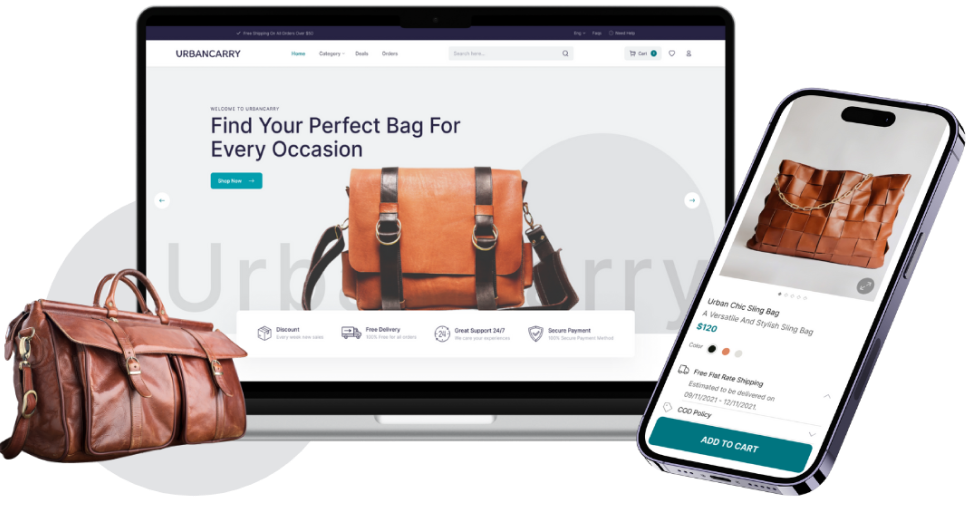 Free Shipping On All Orders Over $50
Eng
Faqs
Need Help
URBANCARRY
Home
Category
Deals
Orders
Search here...
Cart
WELCOME TO URBANCARRY
Find Your Perfect Bag For
Every Occasion
Shop Now
UrbanCarry
Discount
Every week new sales
Free Delivery
100% Free for all orders
Great Support 24/7
We care your experiences
Secure Payment
100% Secure Payment Method
24
Urban Chic Sling Bag
A Versatile And Stylish Sling Bag
$120
Color
Free Flat Rate Shipping
Estimated to be delivered on
09/11/2021 - 12/11/2021.
COD Policy
ADD TO CART